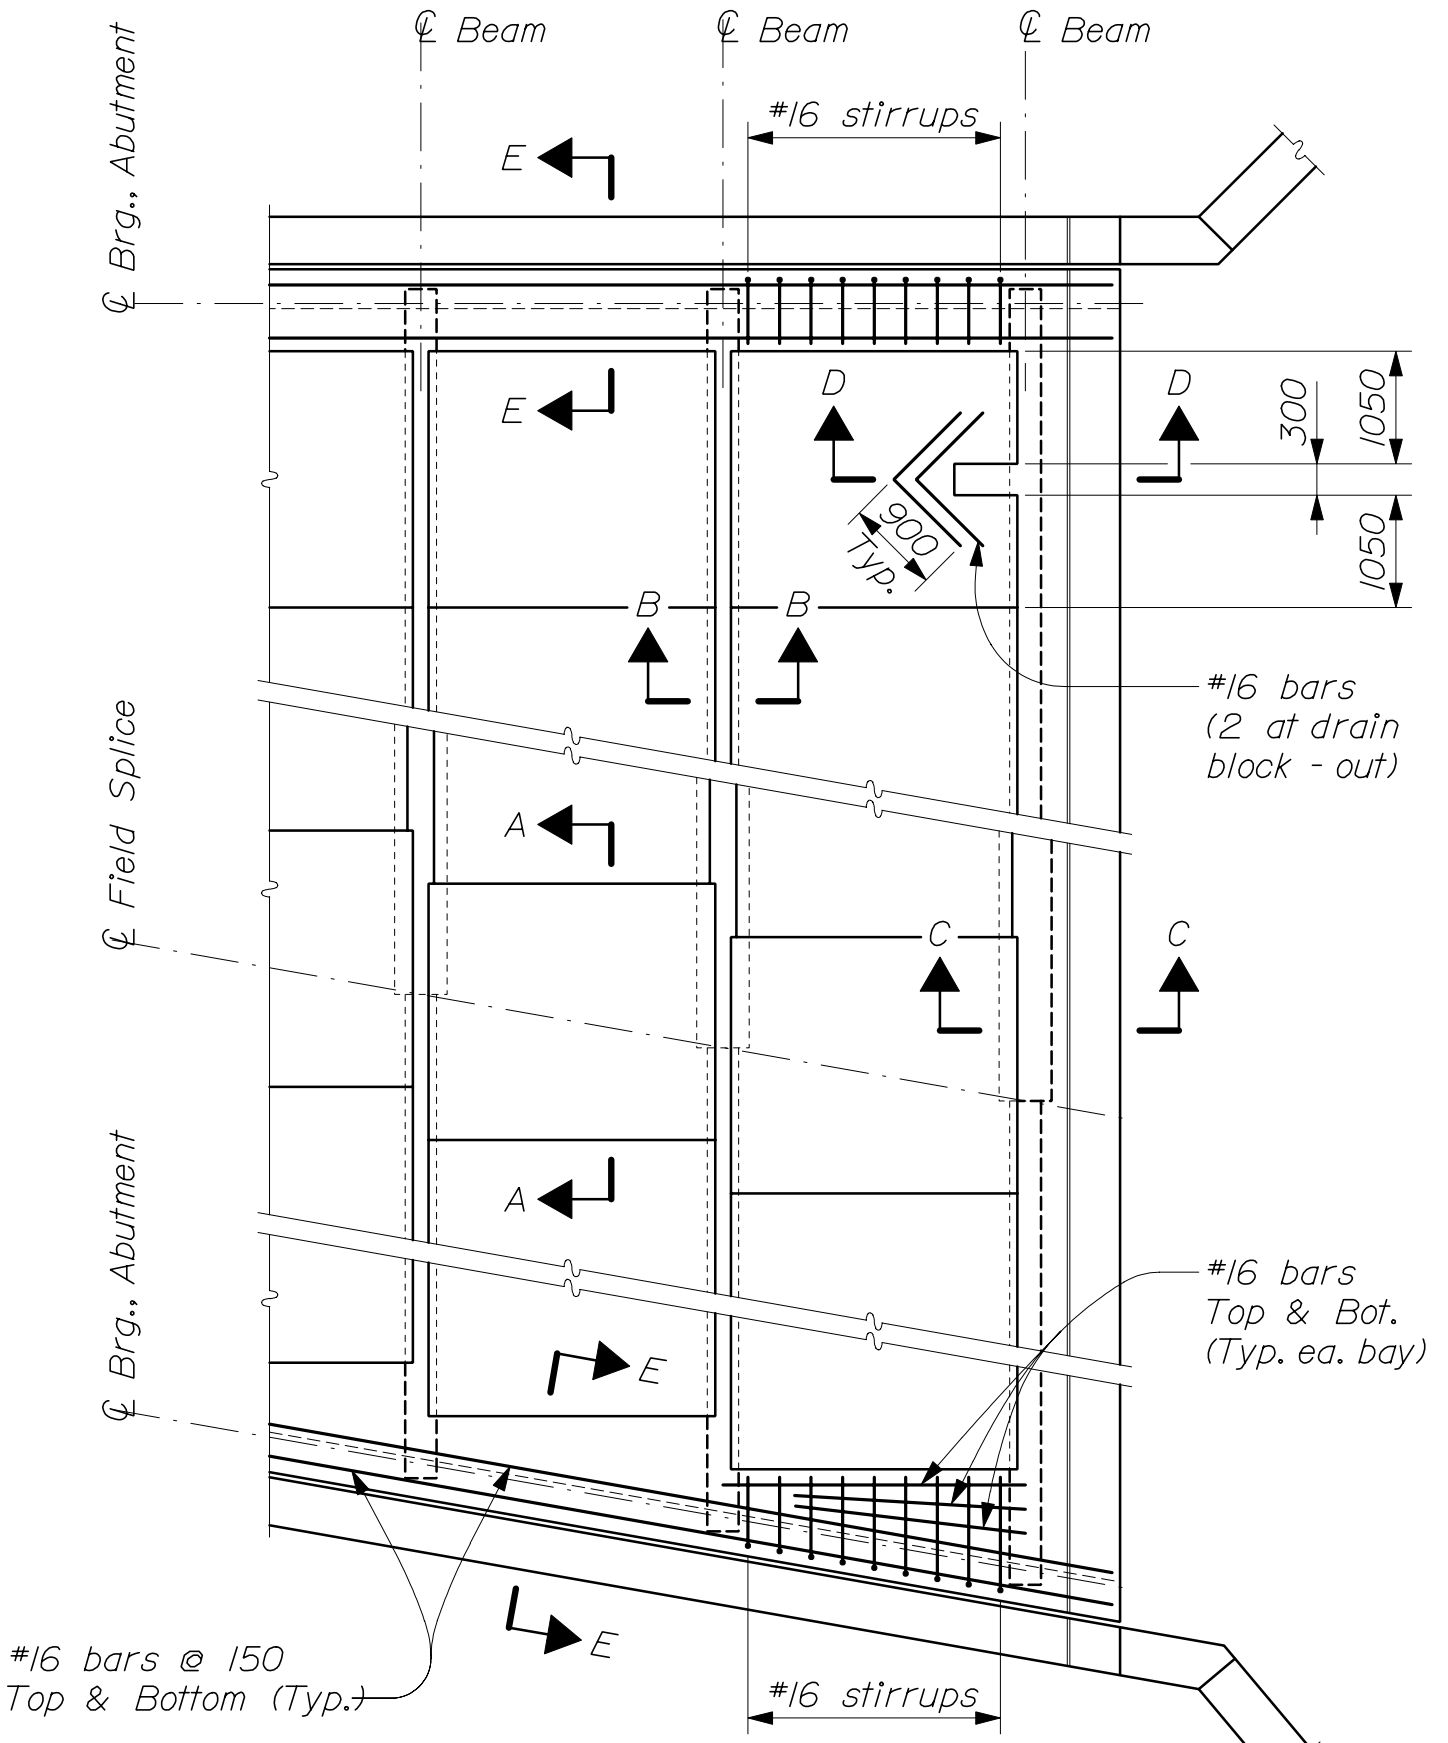 ℄ Beam
℄ Beam
℄ Beam
℄ Brg., Abutment
#16 stirrups
E
E
D
D
300
1050
900
Typ.
1050
B
B
#16 bars
(2 at drain
block - out)
℄ Field Splice
A
C
C
A
℄ Brg., Abutment
#16 bars
Top & Bot.
(Typ. ea. bay)
E
E
#16 bars @ 150
Top & Bottom (Typ.)
#16 stirrups